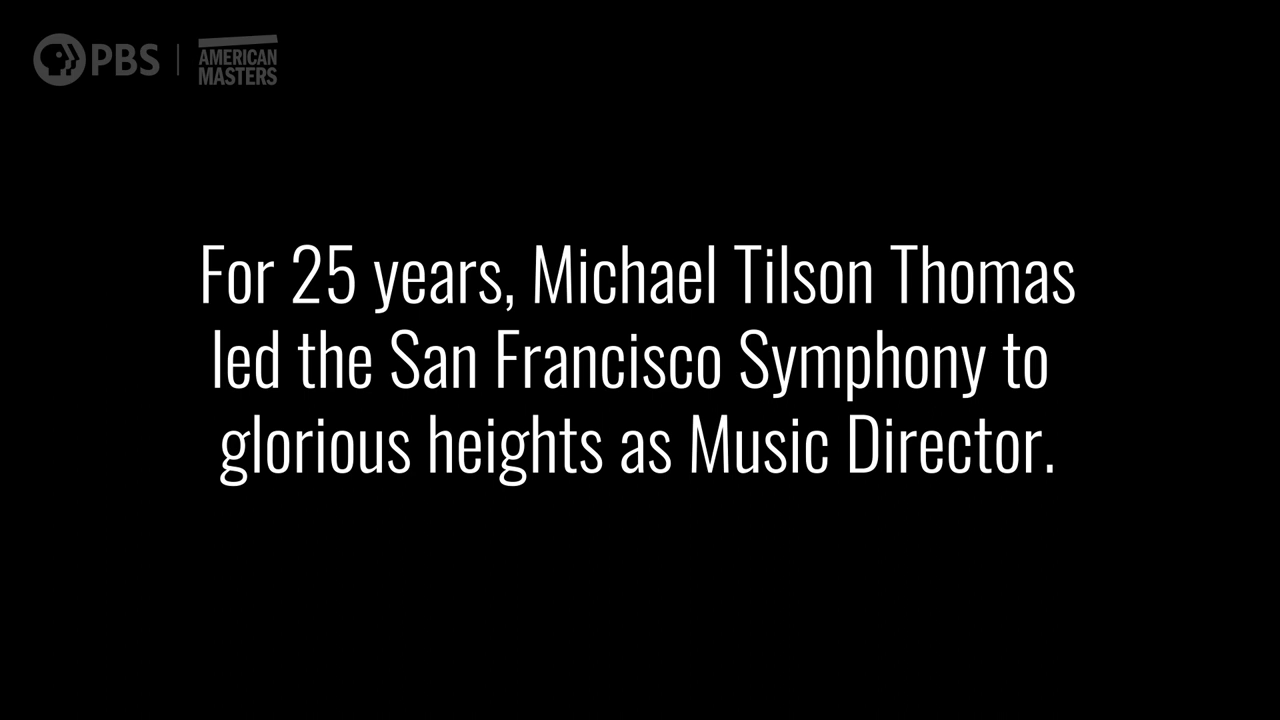 PBS | AMERICAN
MASTERS
For 25 years, Michael Tilson Thomas
led the San Francisco Symphony to
glorious heights as Music Director.